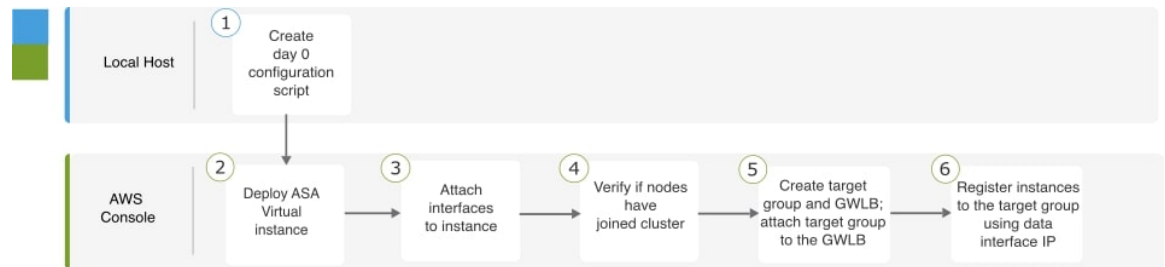 Local Host
1
Create
day 0
configuration
script
AWS
Console
2
Deploy ASA
Virtual
instance
3
Attach
interfaces
to instance
4
Verify if nodes
have
joined cluster
5
Create target
group and GWLB;
attach target group
to the GWLB
6
Register instances
to the target group
using data
interface IP